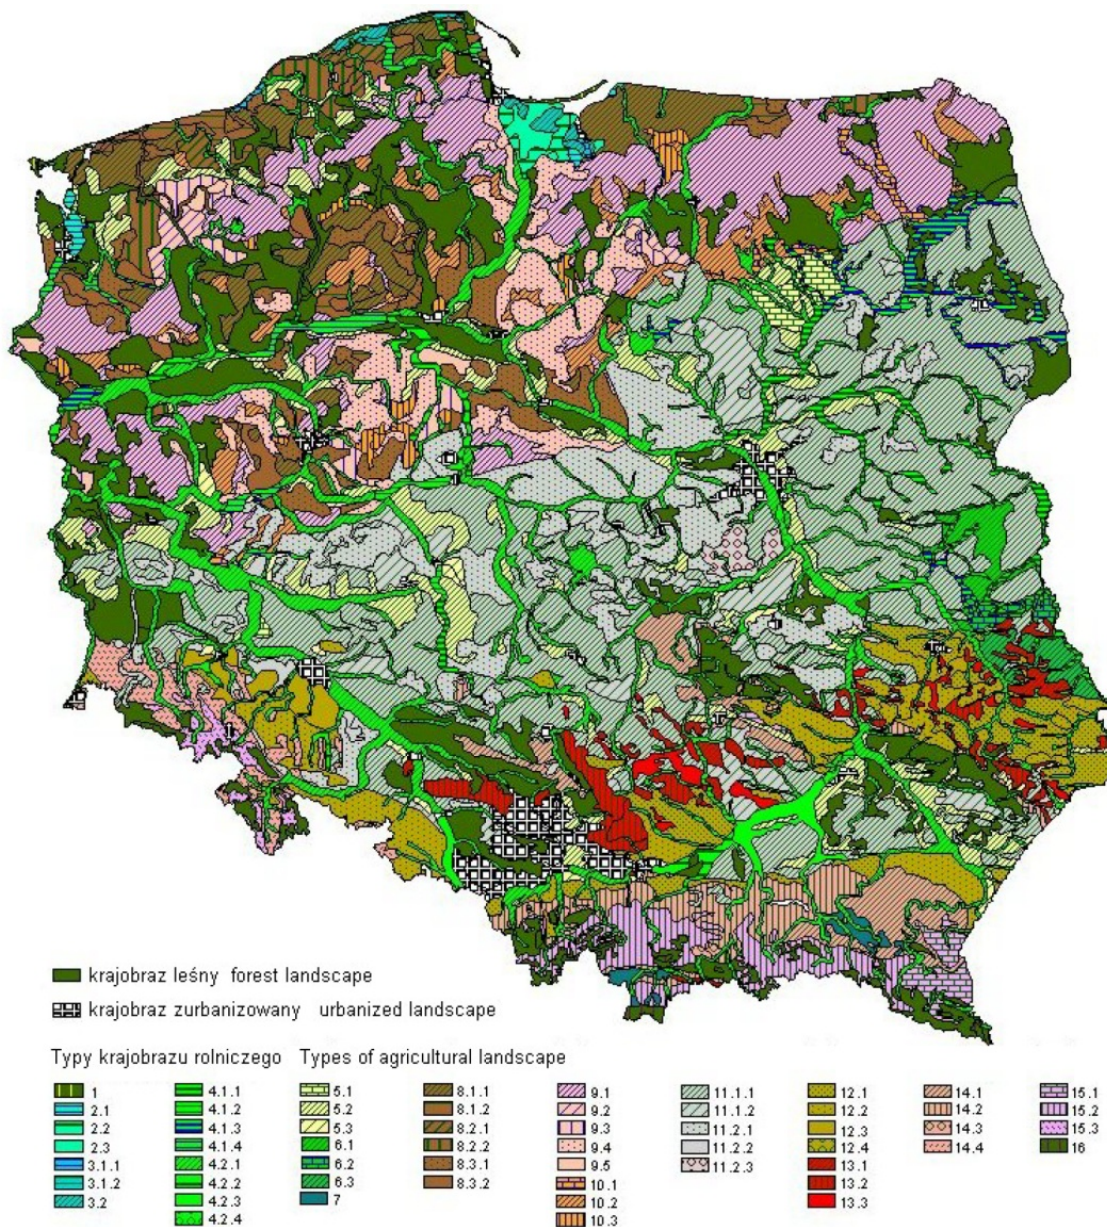 krajobraz leśny forest landscape
krajobraz zurbanizowany urbanized landscape
Typy krajobrazu rolniczego Types of agricultural landscape
1 4.1.1 5.1 8.1.1 9.1 11.1.1 12.1 14.1 15.1
2.1 4.1.2 5.2 8.1.2 9.2 11.1.2 12.2 14.2 15.2
2.2 4.1.3 5.3 8.2.1 9.3 11.2.1 12.3 14.3 15.3
2.3 4.1.4 6.1 8.2.2 9.4 11.2.2 12.4 14.4 16
3.1.1 4.2.1 6.2 8.3.1 9.5 11.2.3 13.1
3.1.2 4.2.2 6.3 8.3.2 10.1 13.2
3.2 4.2.3 7 10.2 13.3
4.2.4 10.3